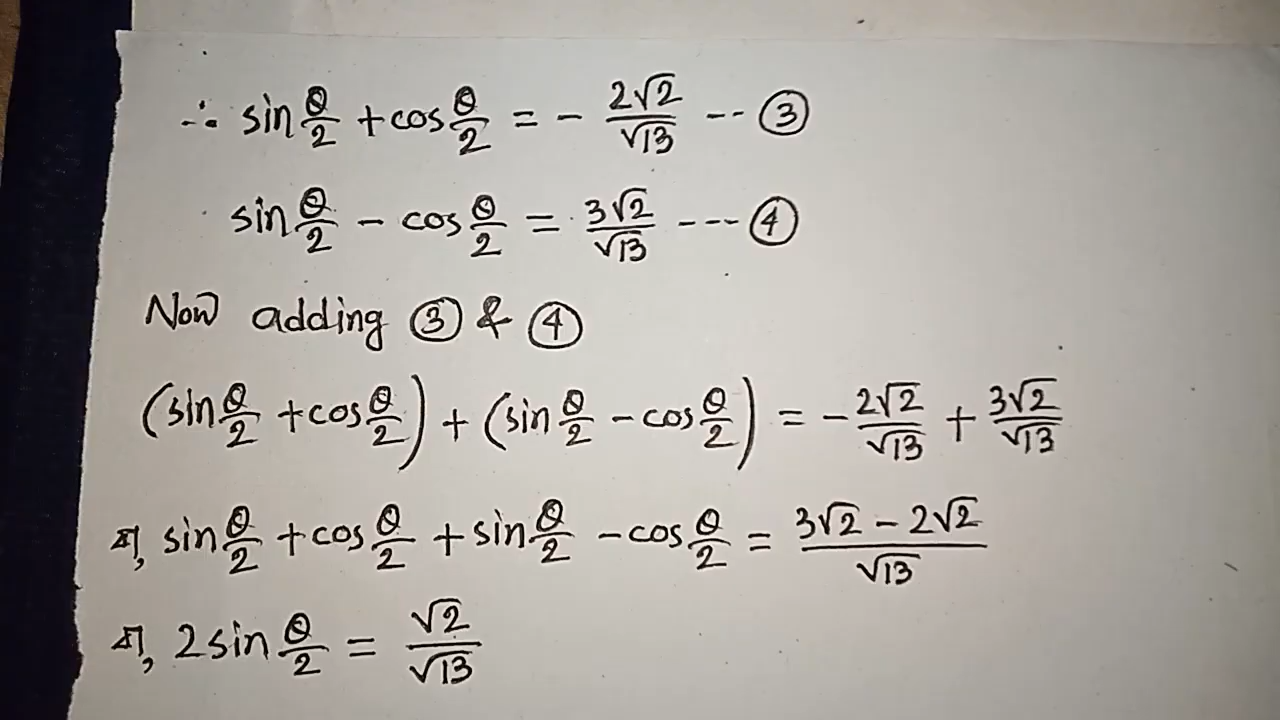 ∴ sin θ/2 + cos θ/2 = - 2√2/√13 -- ③
sin θ/2 - cos θ/2 = 3√2/√13 --- ④
Now adding ③ & ④
(sin θ/2 + cos θ/2) + (sin θ/2 - cos θ/2) = - 2√2/√13 + 3√2/√13
বা, sin θ/2 + cos θ/2 + sin θ/2 - cos θ/2 = (3√2 - 2√2)/√13
বা, 2 sin θ/2 = √2/√13